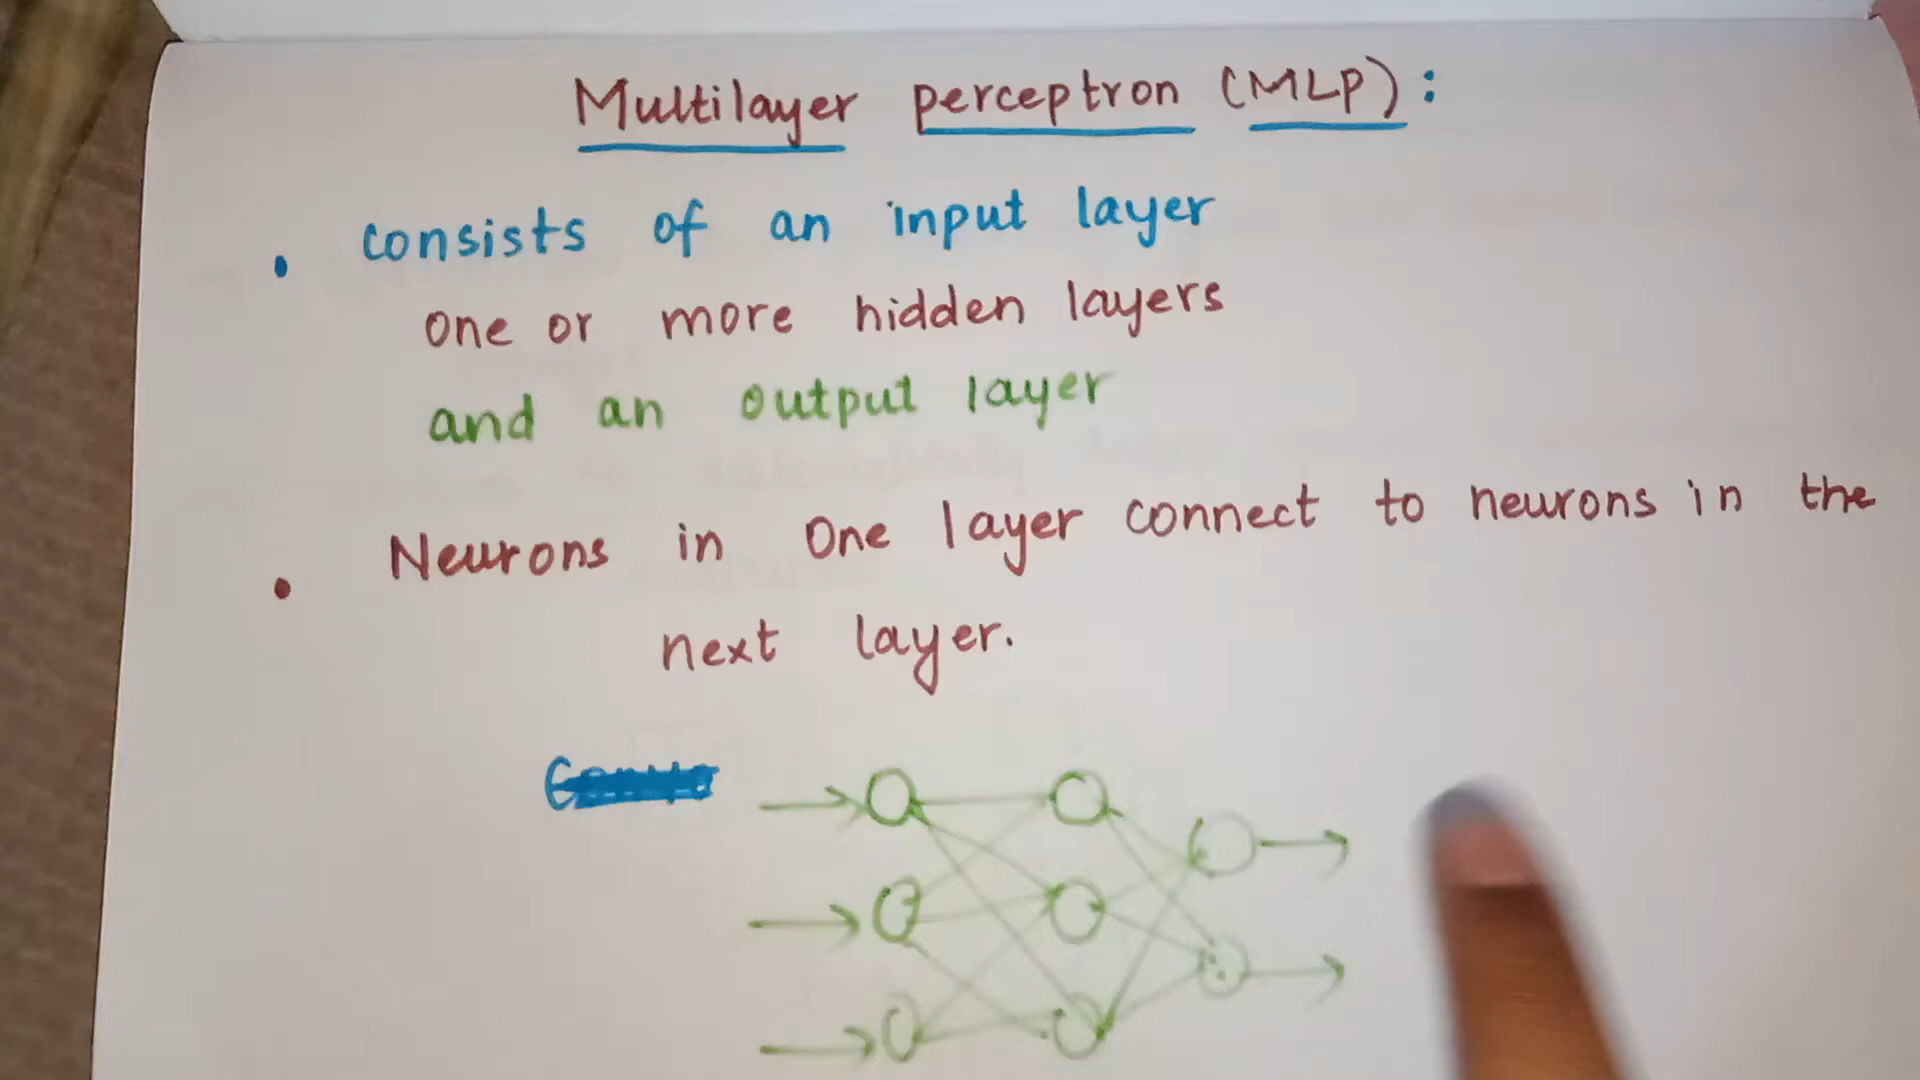 Multilayer perceptron (MLP):
• consists of an input layer
one or more hidden layers
and an output layer
• Neurons in one layer connect to neurons in the
next layer.